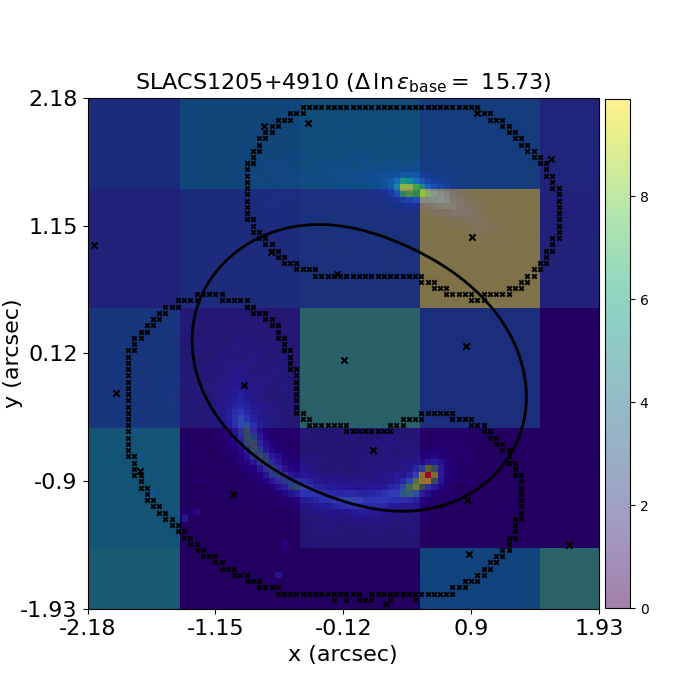 SLACS1205+4910 (Δ ln ε_base = 15.73)
2.18
1.15
0.12
-0.9
-1.93
y (arcsec)
-2.18 -1.15 -0.12 0.9 1.93
x (arcsec)
8
6
4
2
0